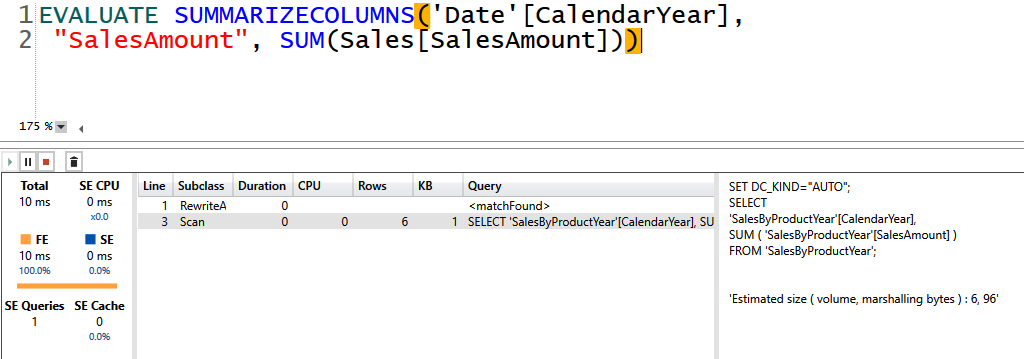 1 EVALUATE SUMMARIZECOLUMNS('Date'[CalendarYear],
2 "SalesAmount", SUM(Sales[SalesAmount]))
175 %
Total SE CPU
10 ms 0 ms
x0.0
FE SE
10 ms 0 ms
100.0% 0.0%
SE Queries SE Cache
1 0
0.0%
Line Subclass Duration CPU Rows KB Query
1 RewriteA 0 <matchFound>
3 Scan 0 0 6 1 SELECT 'SalesByProductYear'[CalendarYear], SU
SET DC_KIND="AUTO";
SELECT
'SalesByProductYear'[CalendarYear],
SUM ( 'SalesByProductYear'[SalesAmount] )
FROM 'SalesByProductYear';
'Estimated size ( volume, marshalling bytes ) : 6, 96'